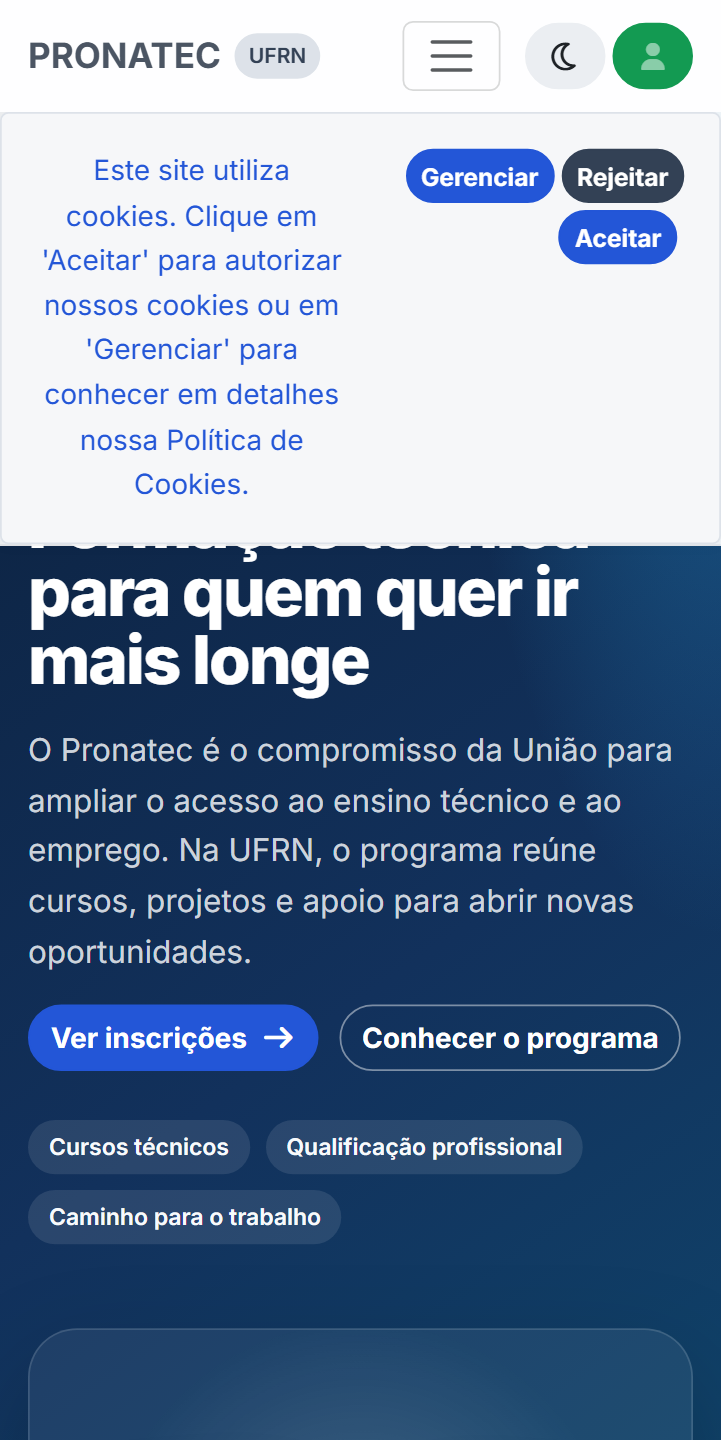 PRONATEC UFRN
Este site utiliza
cookies. Clique em
'Aceitar' para autorizar
nossos cookies ou em
'Gerenciar' para
conhecer em detalhes
nossa Política de
Cookies.
Gerenciar Rejeitar
Aceitar
para quem quer ir
mais longe
O Pronatec é o compromisso da União para
ampliar o acesso ao ensino técnico e ao
emprego. Na UFRN, o programa reúne
cursos, projetos e apoio para abrir novas
oportunidades.
Ver inscrições → Conhecer o programa
Cursos técnicos Qualificação profissional
Caminho para o trabalho